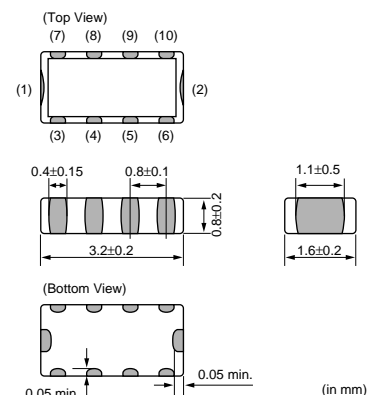 (Top View)
(7) (8) (9) (10)
(1) (2)
(3) (4) (5) (6)
0.4±0.15 0.8±0.1 1.1±0.5
0.8±0.2
3.2±0.2 1.6±0.2
(Bottom View)
0.05 min.
0.05 min.
(in mm)